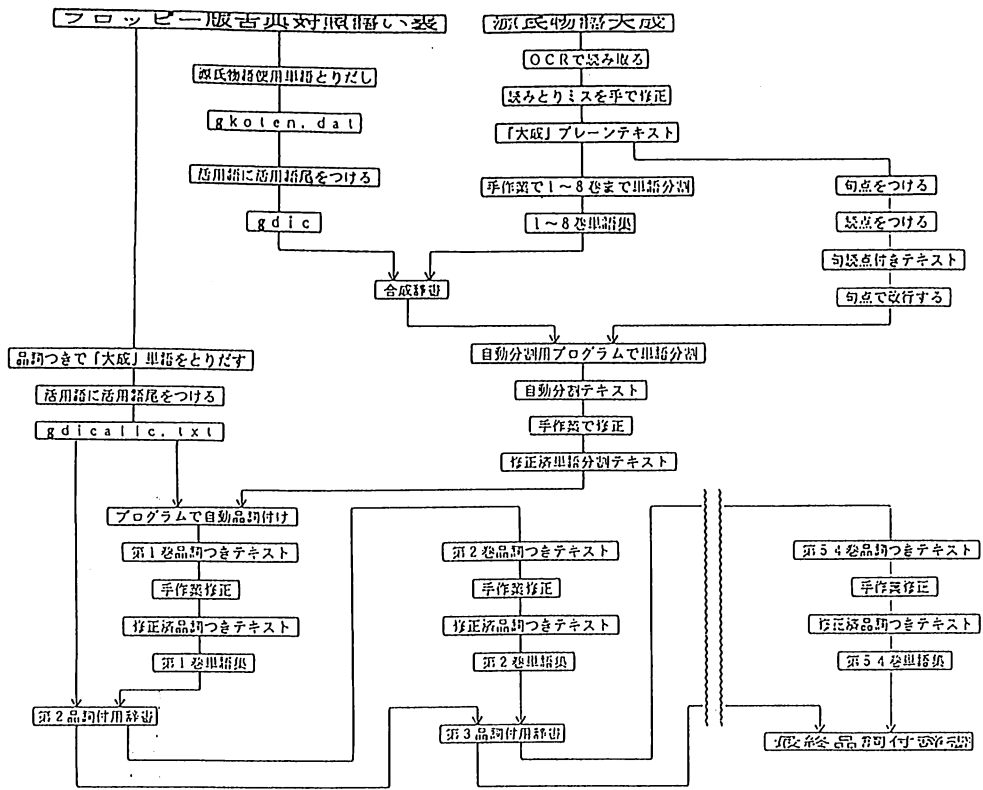 フロッピー版古典対照語い表
源氏物語大成
源氏物語使用単語とりだし
gkoten.dat
活用語に活用語尾をつける
gdic
OCRで読み取る
読みとりミスを手で修正
「大成」プレーンテキスト
手作業で1～8巻まで単語分割
1～8巻単語集
句点をつける
読点をつける
句読点付きテキスト
句点で改行する
合成辞書
自動分割用プログラムで単語分割
自動分割テキスト
手作業で修正
修正済単語分割テキスト
品詞つきで「大成」単語をとりだす
活用語に活用語尾をつける
gdicallc.txt
プログラムで自動品詞付け
第1巻品詞つきテキスト
手作業修正
修正済品詞つきテキスト
第1巻単語集
第2品詞付用辞書
第2巻品詞つきテキスト
手作業修正
修正済品詞つきテキスト
第2巻単語集
第3品詞付用辞書
第54巻品詞つきテキスト
手作業修正
修正済品詞つきテキスト
第54巻単語集
最終品詞付辞書